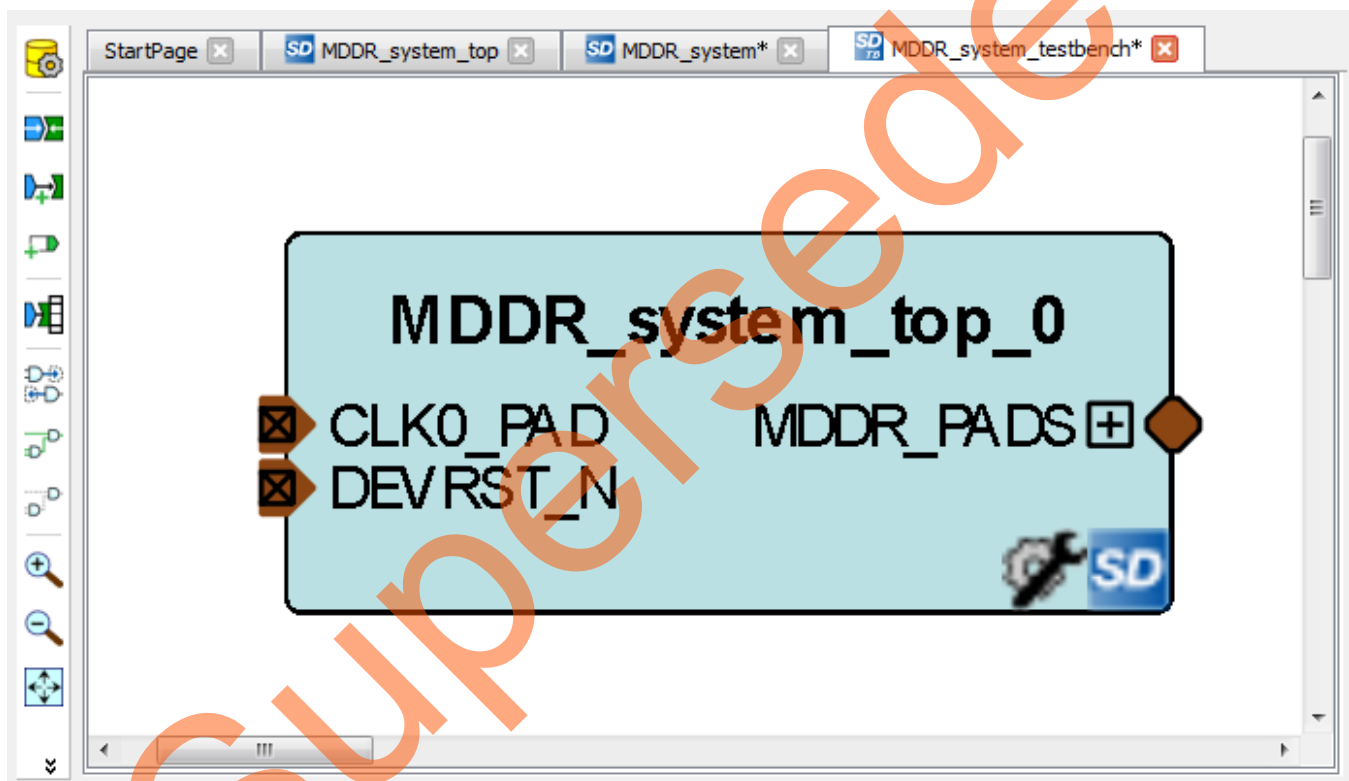 StartPage
SD MDDR_system_top
SD MDDR_system*
SD TB MDDR_system_testbench*
MDDR_system_top_0
CLK0_PAD
MDDR_PADS
DEVRST_N
SD
Superseded